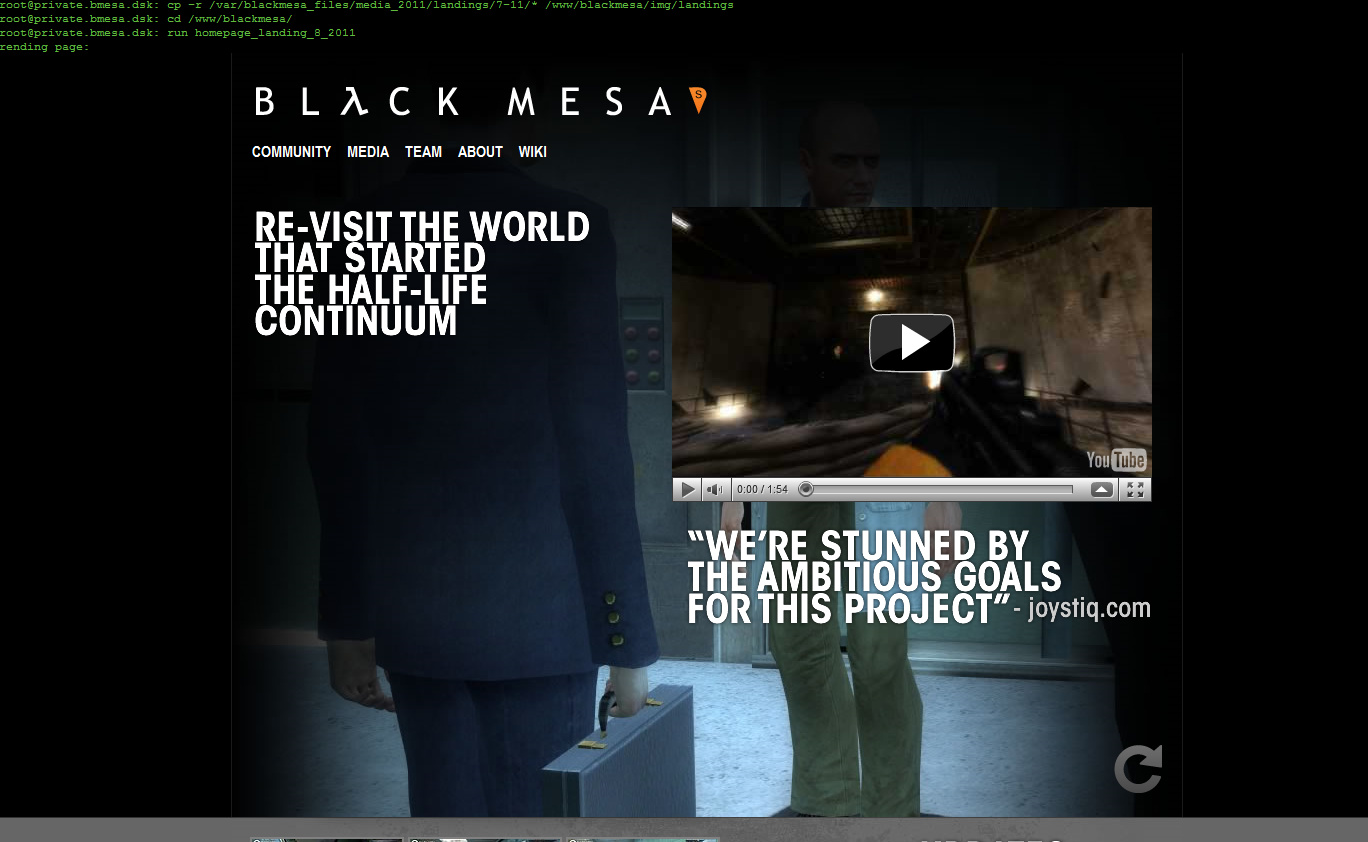 root@private.bmesa.dsk: cp -r /var/blackmesa_files/media_2011/landings/7-11/* /www/blackmesa/img/landings
root@private.bmesa.dsk: cd /www/blackmesa/
root@private.bmesa.dsk: run homepage_landing_8_2011
rending page:
BLλCK MESA S
COMMUNITY MEDIA TEAM ABOUT WIKI
RE-VISIT THE WORLD
THAT STARTED
THE HALF-LIFE
CONTINUUM
YouTube
0:00 / 1:54
“WE’RE STUNNED BY
THE AMBITIOUS GOALS
FOR THIS PROJECT” - joystiq.com